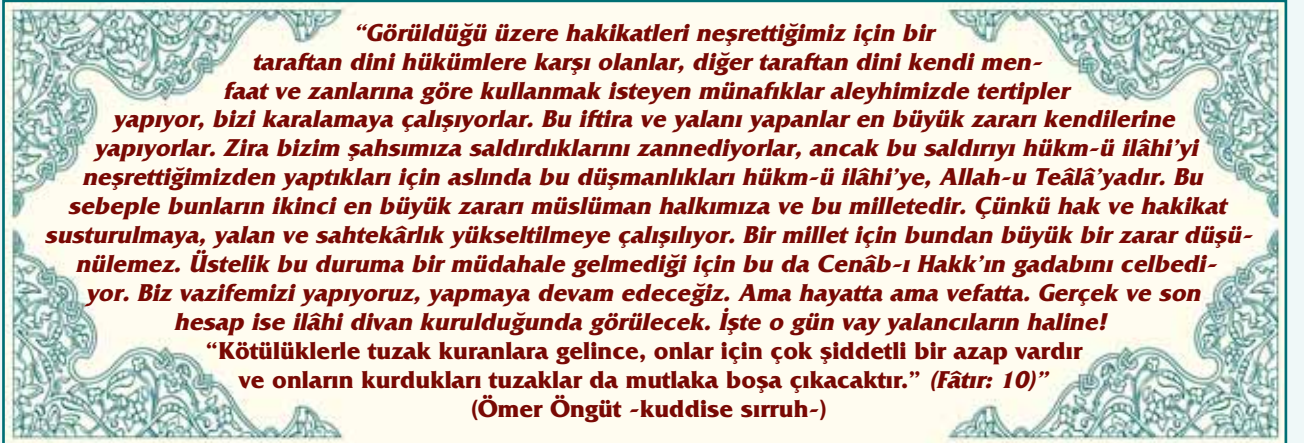 “Görüldüğü üzere hakikatleri neşrettiğimiz için bir
taraftan dini hükümlere karşı olanlar, diğer taraftan dini kendi men-
faat ve zanlarına göre kullanmak isteyen münafıklar aleyhimizde tertipler
yapıyor, bizi karalamaya çalışıyorlar. Bu iftira ve yalanı yapanlar en büyük zararı kendilerine
yapıyorlar. Zira bizim şahsımıza saldırdıklarını zannediyorlar, ancak bu saldırıyı hükm-ü ilâhi’yi
neşrettiğimizden yaptıkları için aslında bu düşmanlıkları hükm-ü ilâhi’ye, Allah-u Teâlâ’yadır. Bu
sebeple bunların ikinci en büyük zararı müslüman halkımıza ve bu milletedir. Çünkü hak ve hakikat
susturulmaya, yalan ve sahtekârlık yükseltilmeye çalışılıyor. Bir millet için bundan büyük bir zarar düşü-
nülemez. Üstelik bu duruma bir müdahale gelmediği için bu da Cenâb-ı Hakk’ın gadabını celbedi-
yor. Biz vazifemizi yapıyoruz, yapmaya devam edeceğiz. Ama hayatta ama vefatta. Gerçek ve son
hesap ise ilâhi divan kurulduğunda görülecek. İşte o gün vay yalancıların haline!
“Kötülüklerle tuzak kuranlara gelince, onlar için çok şiddetli bir azap vardır
ve onların kurdukları tuzaklar da mutlaka boşa çıkacaktır.” (Fâtır: 10)”
(Ömer Öngüt -kuddise sırruh-)